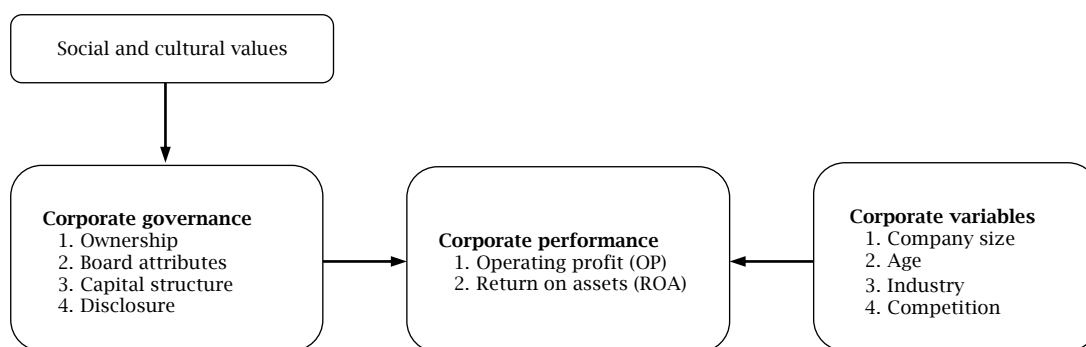 Social and cultural values
Corporate governance
1. Ownership
2. Board attributes
3. Capital structure
4. Disclosure
Corporate performance
1. Operating profit (OP)
2. Return on assets (ROA)
Corporate variables
1. Company size
2. Age
3. Industry
4. Competition